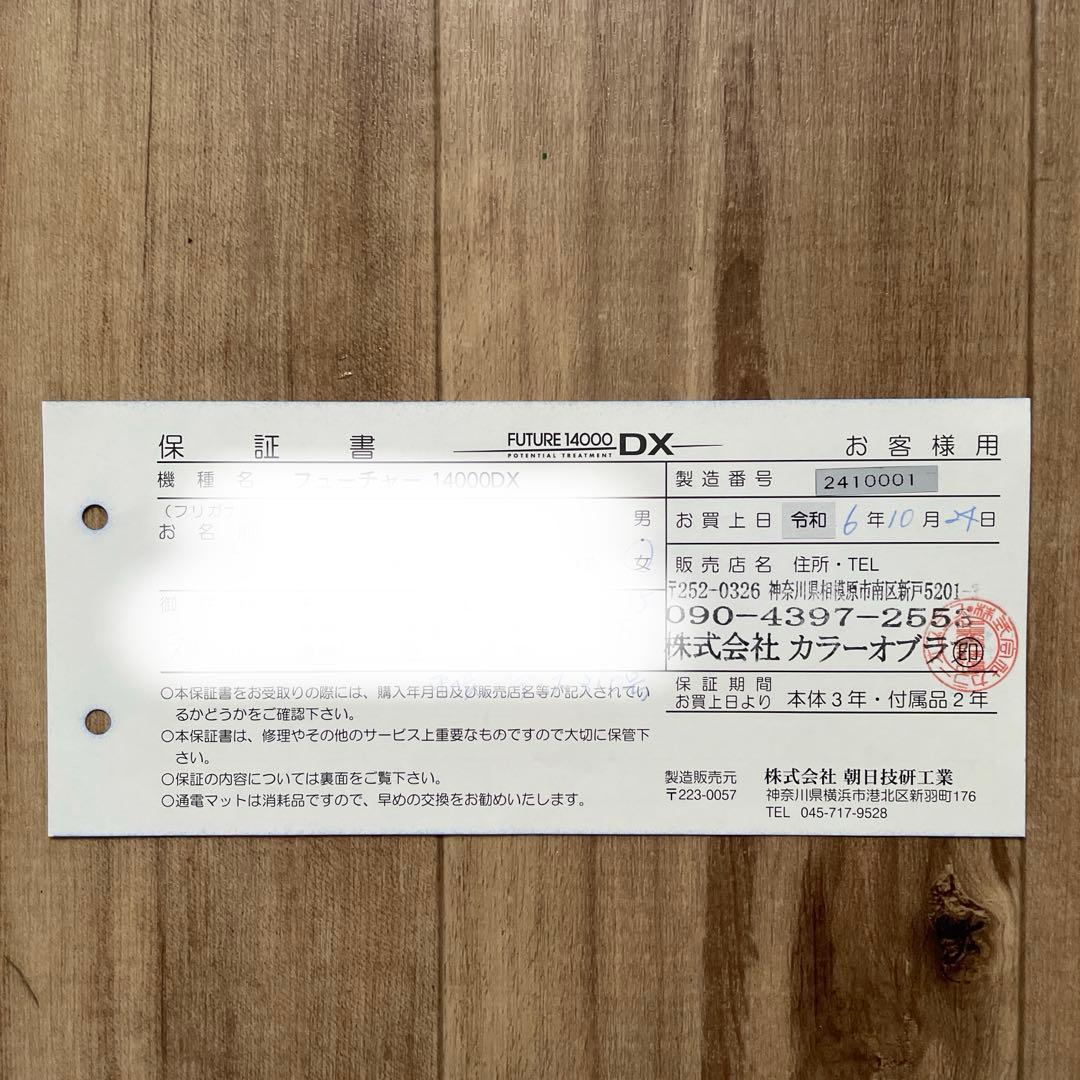 保証書
FUTURE 14000 DX
POTENTIAL TREATMENT
お客様用
機種名 フューチャー 14000DX
(フリガナ
お名
男
女
御
製造番号 2410001
お買上日 令和 6年10月24日
販売店名 住所・TEL
〒252-0326 神奈川県相模原市南区新戸5201-
090-4397-2553
株式会社 カラーオブラ
印
保証期間
お買上日より 本体3年・付属品2年
○本保証書をお受取りの際には、購入年月日及び販売店名等が記入されてい
るかどうかをご確認下さい。
○本保証書は、修理やその他のサービス上重要なものですので大切に保管下
さい。
○保証の内容については裏面をご覧下さい。
○通電マットは消耗品ですので、早めの交換をお勧めいたします。
製造販売元 株式会社 朝日技研工業
〒223-0057 神奈川県横浜市港北区新羽町176
TEL 045-717-9528